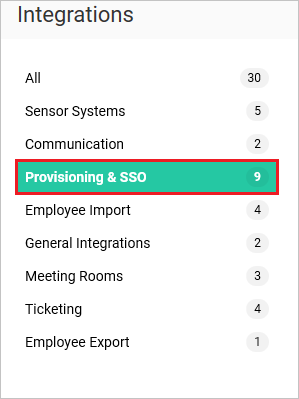 Integrations
All 30
Sensor Systems 5
Communication 2
Provisioning & SSO 9
Employee Import 4
General Integrations 2
Meeting Rooms 3
Ticketing 4
Employee Export 1